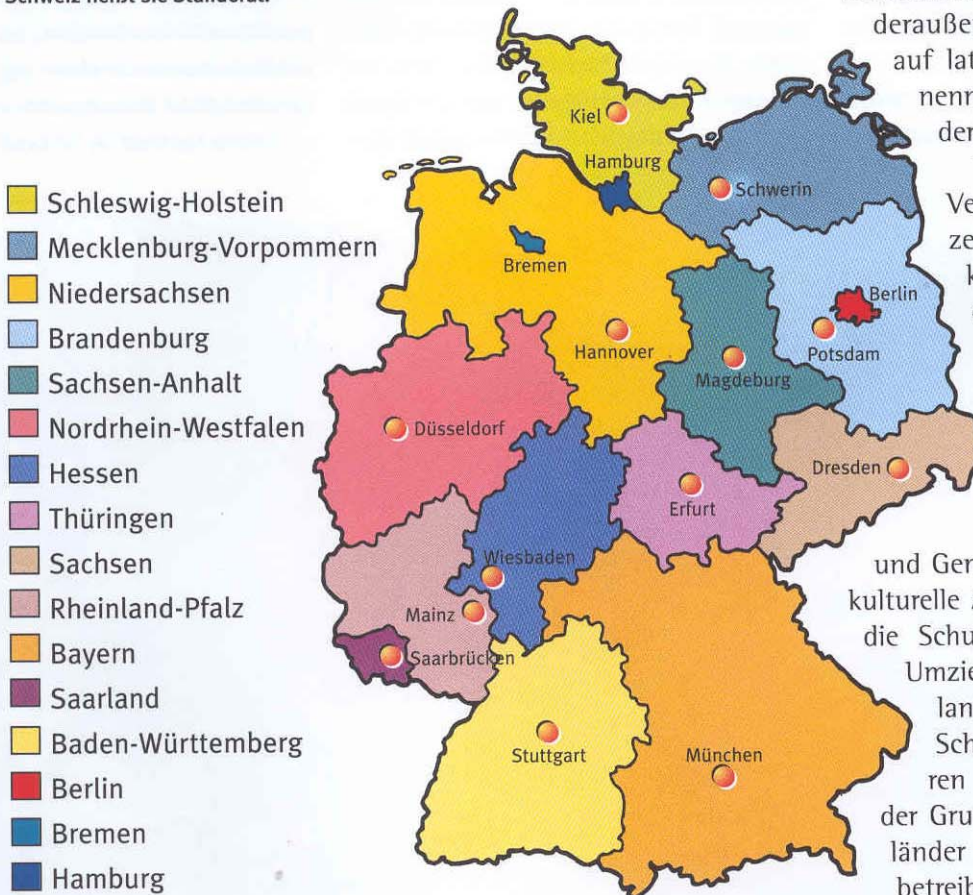 Schweiz heißt sie Ständerat.
derauße
auf lat
nenn
der
Ve
ze
k
Schleswig-Holstein
Mecklenburg-Vorpommern
Niedersachsen
Brandenburg
Sachsen-Anhalt
Nordrhein-Westfalen
Hessen
Thüringen
Sachsen
Rheinland-Pfalz
Bayern
Saarland
Baden-Württemberg
Berlin
Bremen
Hamburg
Kiel
Hamburg
Schwerin
Bremen
Berlin
Hannover
Potsdam
Magdeburg
Düsseldorf
Dresden
Erfurt
Wiesbaden
Mainz
Saarbrücken
Stuttgart
München
und Ger
kulturelle
die Schu
Umzie
lan
Sch
ren
der Gru
länder
betreib